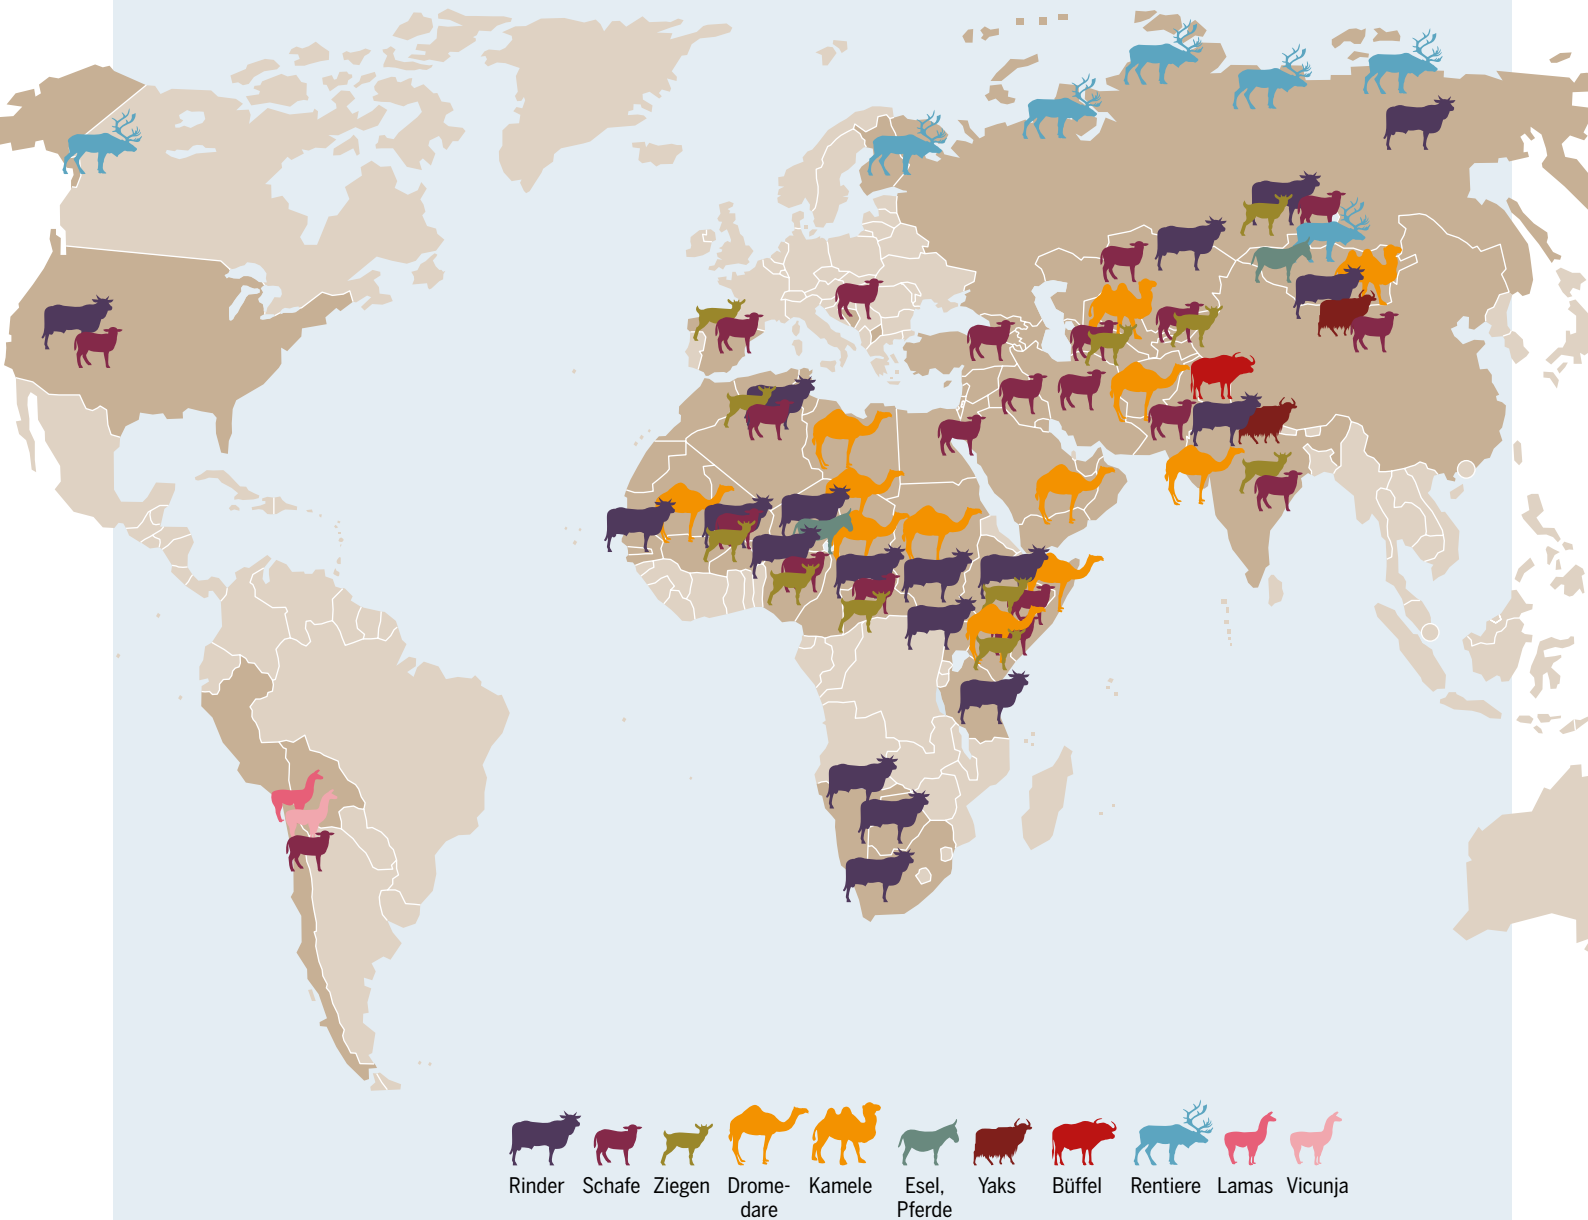 Rinder
Schafe
Ziegen
Drome-
dare
Kamele
Esel,
Pferde
Yaks
Büffel
Rentiere
Lamas
Vicunja